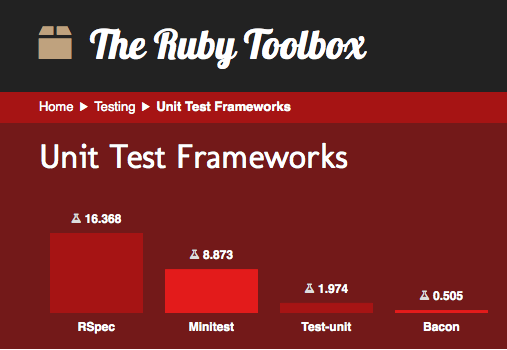 The Ruby Toolbox
Home ▶ Testing ▶ Unit Test Frameworks
Unit Test Frameworks
16.368
8.873
1.974
0.505
RSpec
Minitest
Test-unit
Bacon